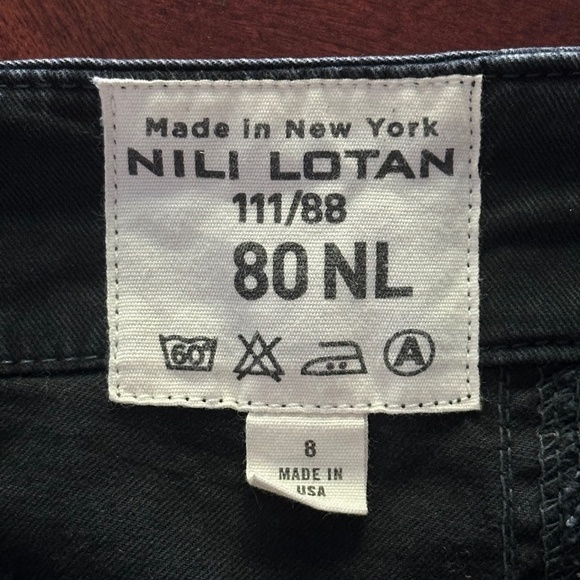 Made in New York
NILI LOTAN
111/88
80 NL
60° A
8
MADE IN
USA